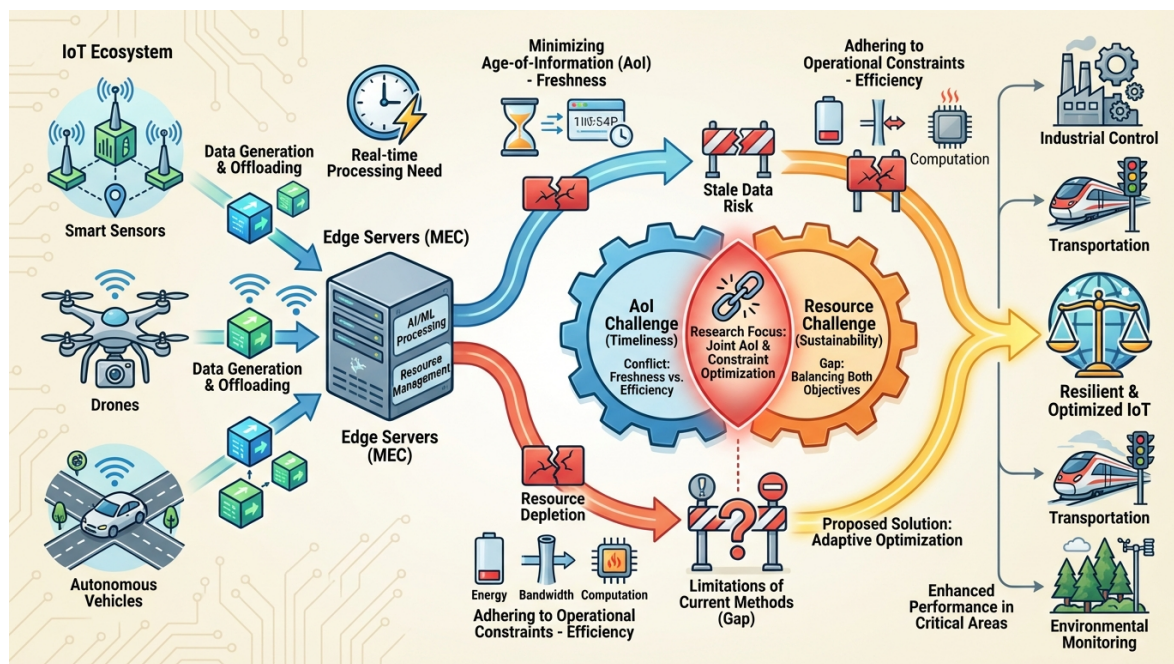 IoT Ecosystem
Smart Sensors
Data Generation
& Offloading
Real-time
Processing Need
Drones
Data Generation
& Offloading
Autonomous
Vehicles
Edge Servers (MEC)
AI/ML
Processing
Resource
Management
Edge Servers
(MEC)
Minimizing
Age-of-Information (AoI)
- Freshness
Stale Data
Risk
Adhering to
Operational Constraints
- Efficiency
Computation
AoI
Challenge
(Timeliness)
Conflict:
Freshness vs.
Efficiency
Research Focus:
Joint AoI &
Constraint
Optimization
Resource
Challenge
(Sustainability)
Gap:
Balancing Both
Objectives
Resource
Depletion
Energy
Bandwidth
Computation
Adhering to Operational
Constraints - Efficiency
Limitations of
Current Methods
(Gap)
Proposed Solution:
Adaptive Optimization
Enhanced
Performance in
Critical Areas
Industrial Control
Transportation
Resilient &
Optimized IoT
Transportation
Environmental
Monitoring